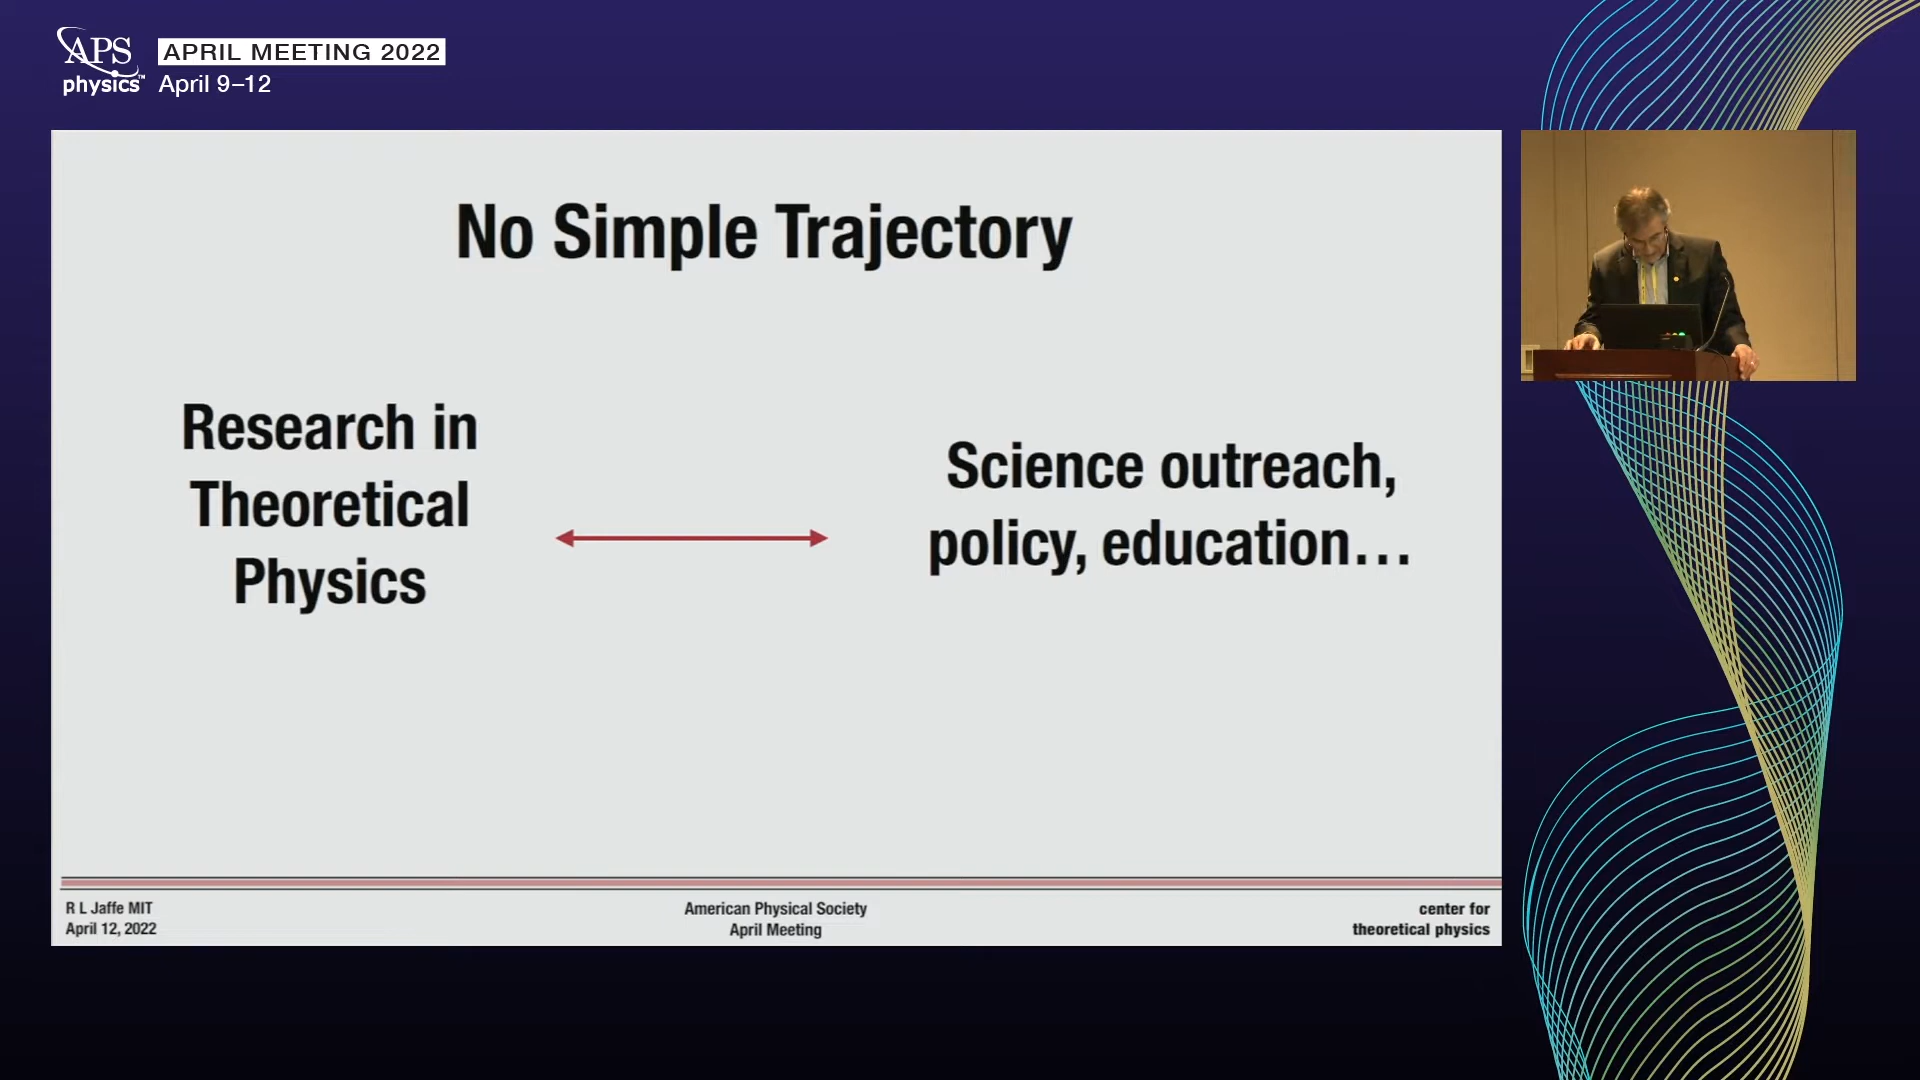 APS
physics™
APRIL MEETING 2022
April 9–12
No Simple Trajectory
Research in
Theoretical
Physics
Science outreach,
policy, education…
R L Jaffe MIT
April 12, 2022
American Physical Society
April Meeting
center for
theoretical physics